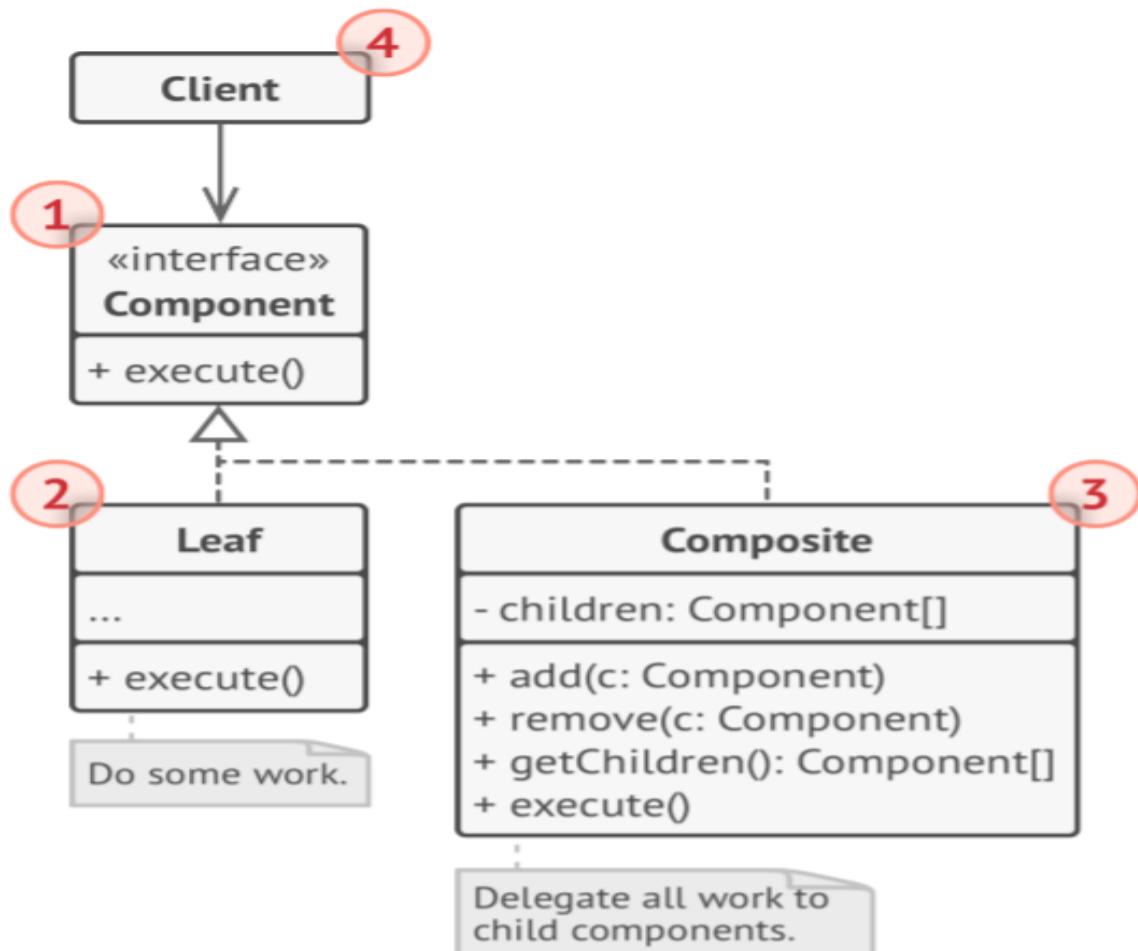 4
Client
1
«interface»
Component
+ execute()
2
Leaf
...
+ execute()
Do some work.
3
Composite
- children: Component[]
+ add(c: Component)
+ remove(c: Component)
+ getChildren(): Component[]
+ execute()
Delegate all work to
child components.